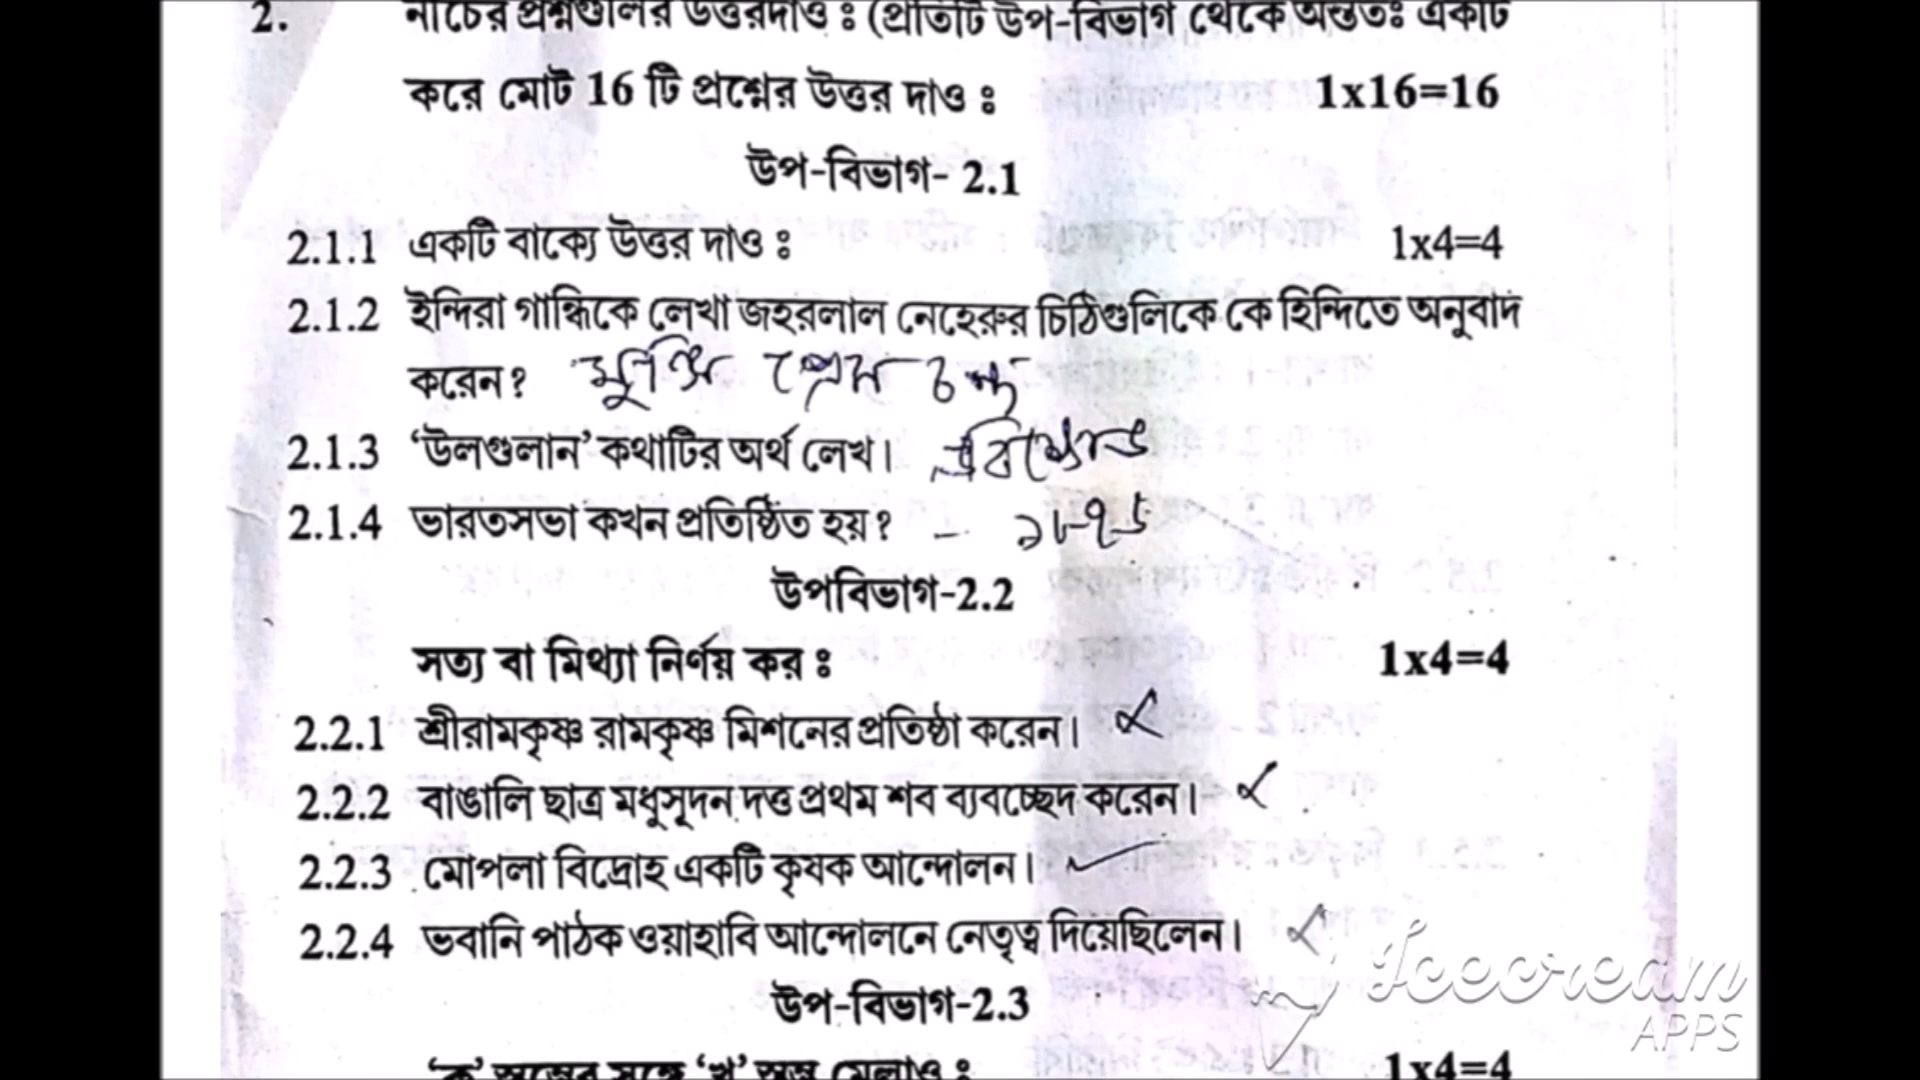 2. নীচের প্রশ্নগুলির উত্তরদাও ঃ (প্রতিটি উপ-বিভাগ থেকে অন্ততঃ একটি
করে মোট 16 টি প্রশ্নের উত্তর দাও ঃ 1x16=16
উপ-বিভাগ- 2.1
2.1.1 একটি বাক্যে উত্তর দাও ঃ 1x4=4
2.1.2 ইন্দিরা গান্ধিকে লেখা জহরলাল নেহেরুর চিঠিগুলিকে কে হিন্দিতে অনুবাদ
করেন? মুন্সি প্রেম চন্দ্র
2.1.3 ‘উলগুলান’ কথাটির অর্থ লেখ।
2.1.4 ভারতসভা কখন প্রতিষ্ঠিত হয়? – ১৮৭৬
উপবিভাগ-2.2
সত্য বা মিথ্যা নির্ণয় কর ঃ 1x4=4
2.2.1 শ্রীরামকৃষ্ণ রামকৃষ্ণ মিশনের প্রতিষ্ঠা করেন।
2.2.2 বাঙালি ছাত্র মধুসূদন দত্ত প্রথম শব ব্যবচ্ছেদ করেন।
2.2.3 মোপলা বিদ্রোহ একটি কৃষক আন্দোলন।
2.2.4 ভবানি পাঠক ওয়াহাবি আন্দোলনে নেতৃত্ব দিয়েছিলেন।
উপ-বিভাগ-2.3
‘ক’ স্তম্ভের সঙ্গে ‘খ’ স্তম্ভ মেলাও ঃ 1x4=4
Icecream
APPS